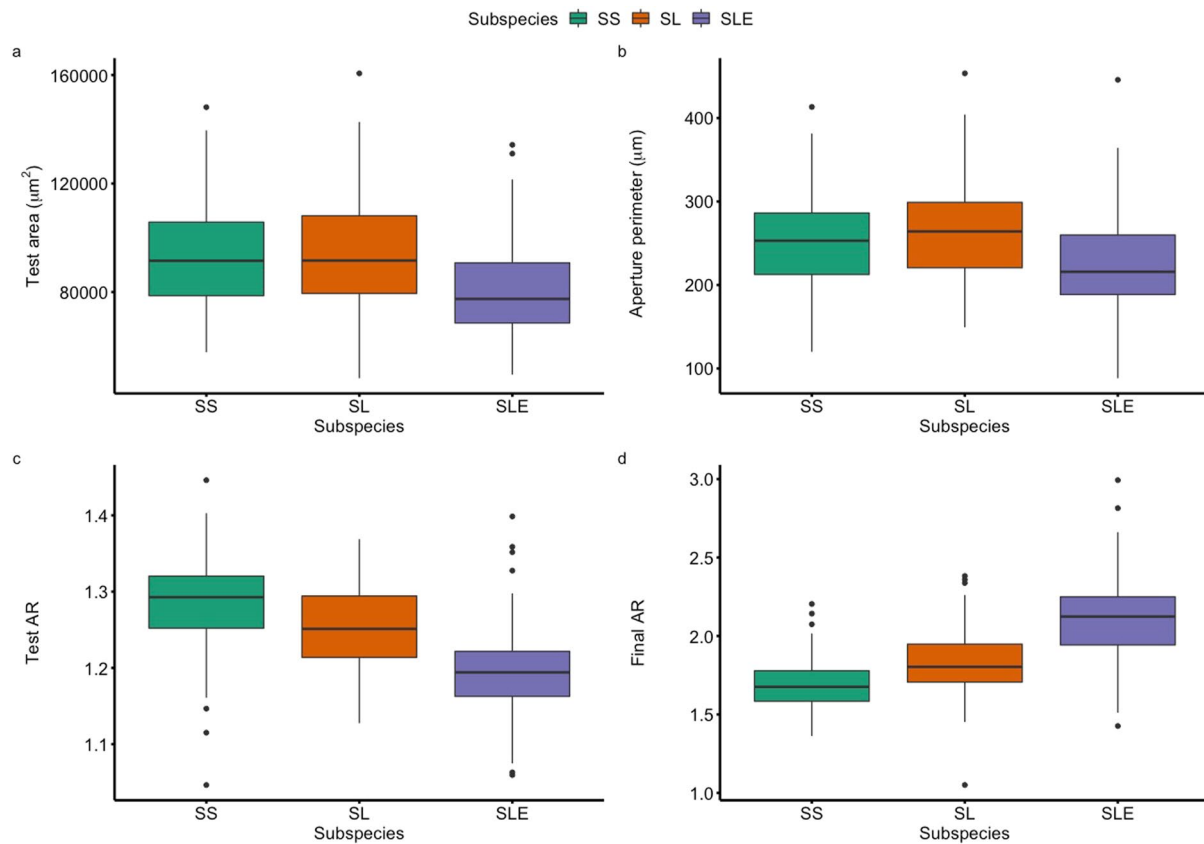 Subspecies SS SL SLE
a
160000
120000
80000
Test area (μm²)
SS SL SLE
Subspecies
b
400
300
200
100
Aperture perimeter (μm)
SS SL SLE
Subspecies
c
1.4
1.3
1.2
1.1
Test AR
SS SL SLE
Subspecies
d
3.0
2.5
2.0
1.5
1.0
Final AR
SS SL SLE
Subspecies